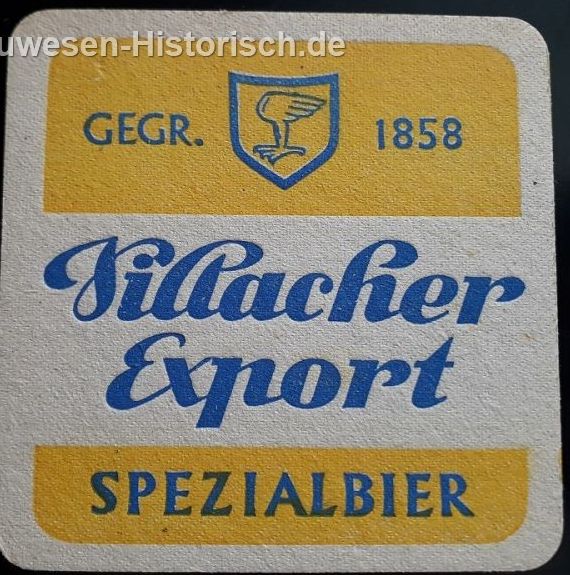 uwesen-Historisch.de
GEGR. 1858
Villacher
Export
SPEZIALBIER